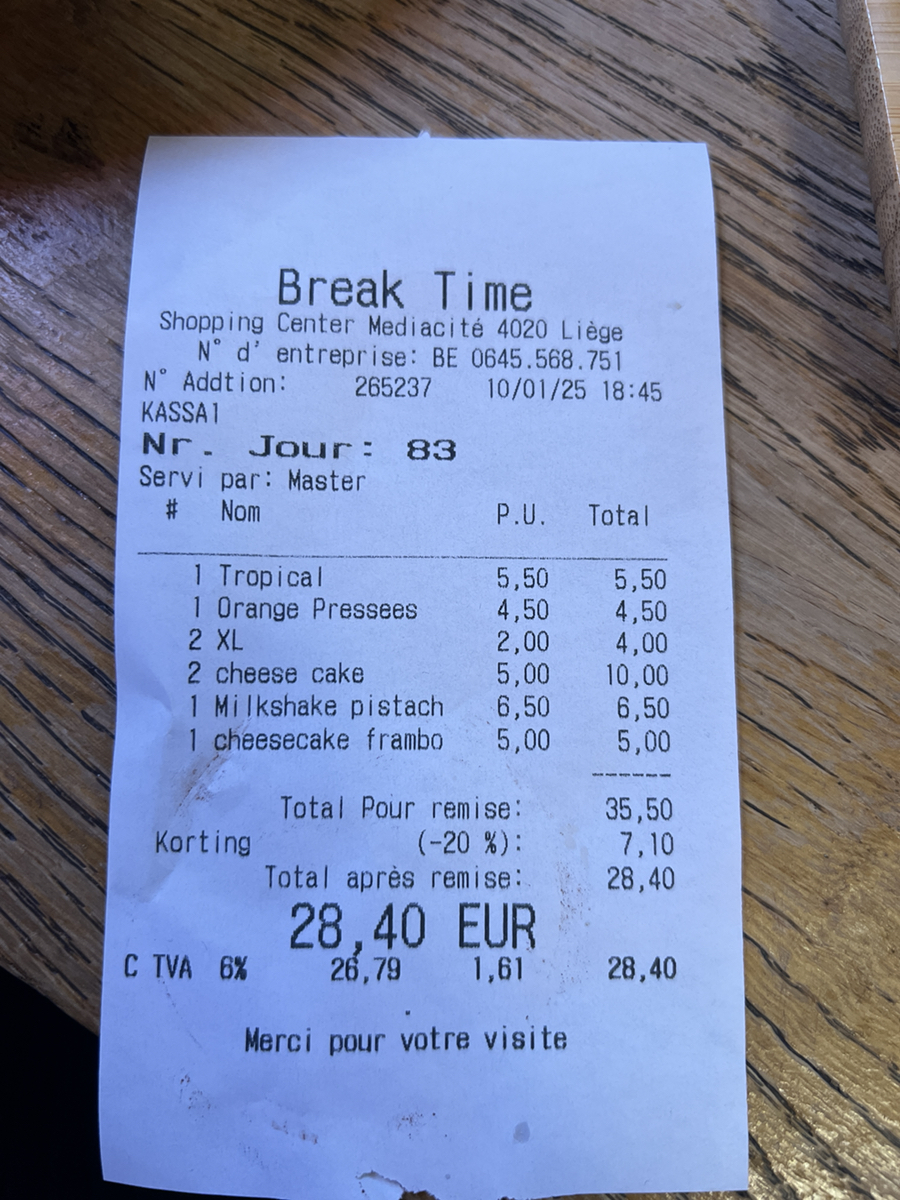 Break Time
Shopping Center Mediacité 4020 Liège
N° d' entreprise: BE 0645.568.751
N° Addtion: 265237 10/01/25 18:45
KASSA1
Nr. Jour: 83
Servi par: Master
# Nom P.U. Total
1 Tropical 5,50 5,50
1 Orange Pressees 4,50 4,50
2 XL 2,00 4,00
2 cheese cake 5,00 10,00
1 Milkshake pistach 6,50 6,50
1 cheesecake frambo 5,00 5,00
------
Total Pour remise: 35,50
Korting (-20 %): 7,10
Total après remise: 28,40
28,40 EUR
C TVA 6% 26,79 1,61 28,40
Merci pour votre visite